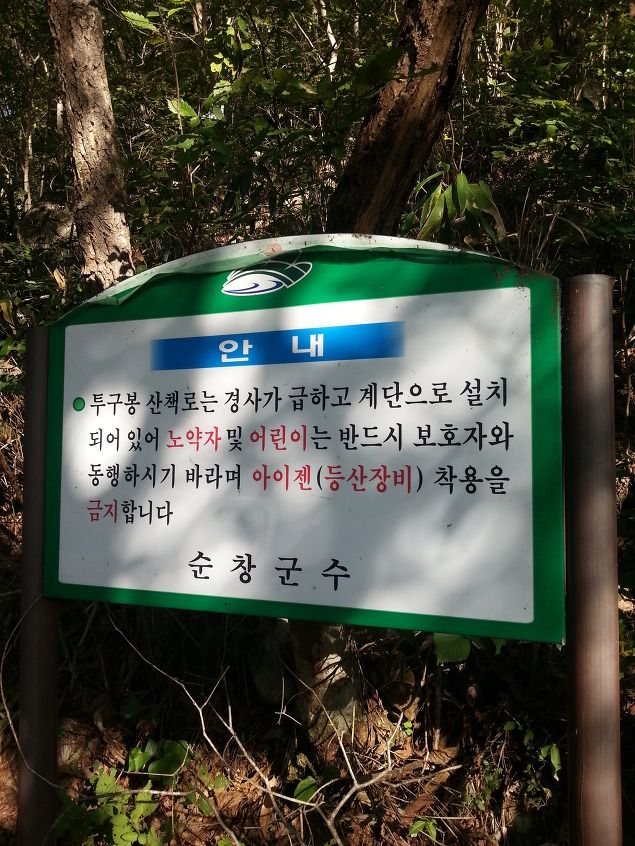 안 내
투구봉 산책로는 경사가 급하고 계단으로 설치
되어 있어 노약자 및 어린이는 반드시 보호자와
동행하시기 바라며 아이젠(등산장비) 착용을
금지합니다
순 창 군 수